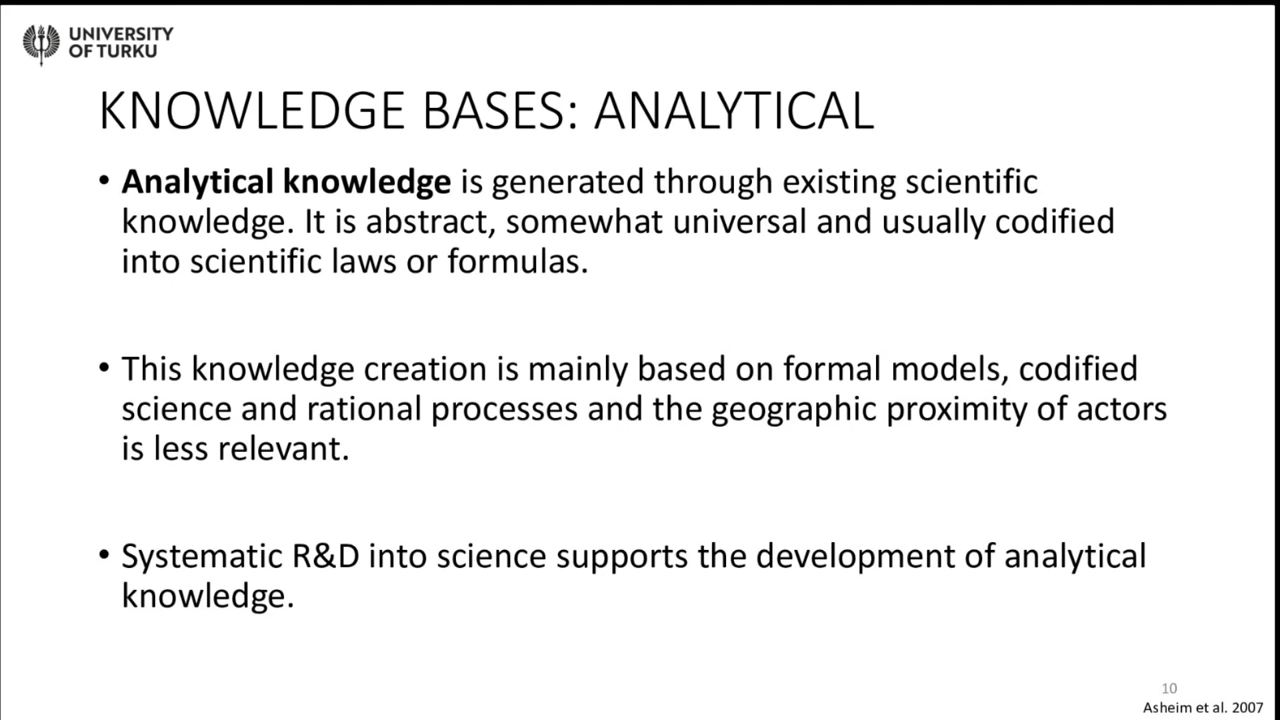 UNIVERSITY
OF TURKU
KNOWLEDGE BASES: ANALYTICAL
• Analytical knowledge is generated through existing scientific
knowledge. It is abstract, somewhat universal and usually codified
into scientific laws or formulas.
• This knowledge creation is mainly based on formal models, codified
science and rational processes and the geographic proximity of actors
is less relevant.
• Systematic R&D into science supports the development of analytical
knowledge.
10
Asheim et al. 2007